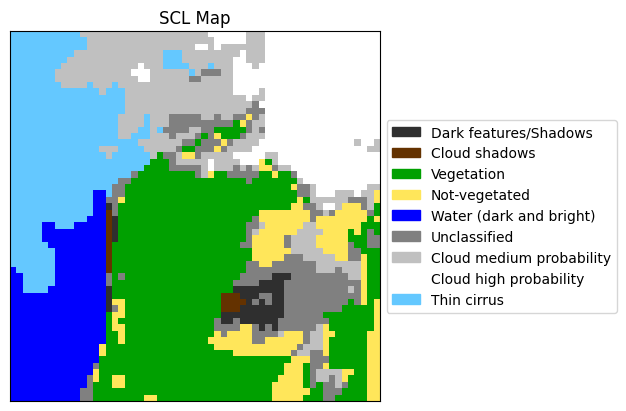 SCL Map
Dark features/Shadows
Cloud shadows
Vegetation
Not-vegetated
Water (dark and bright)
Unclassified
Cloud medium probability
Cloud high probability
Thin cirrus